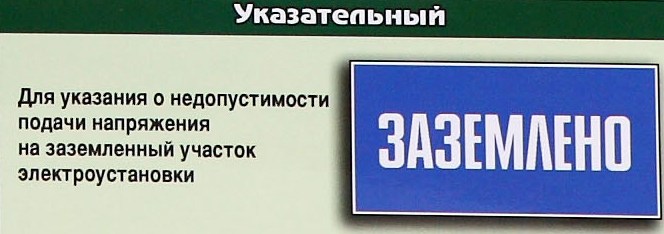 Указательный
Для указания о недопустимости
подачи напряжения
на заземленный участок
электроустановки
ЗАЗЕМЛЕНО